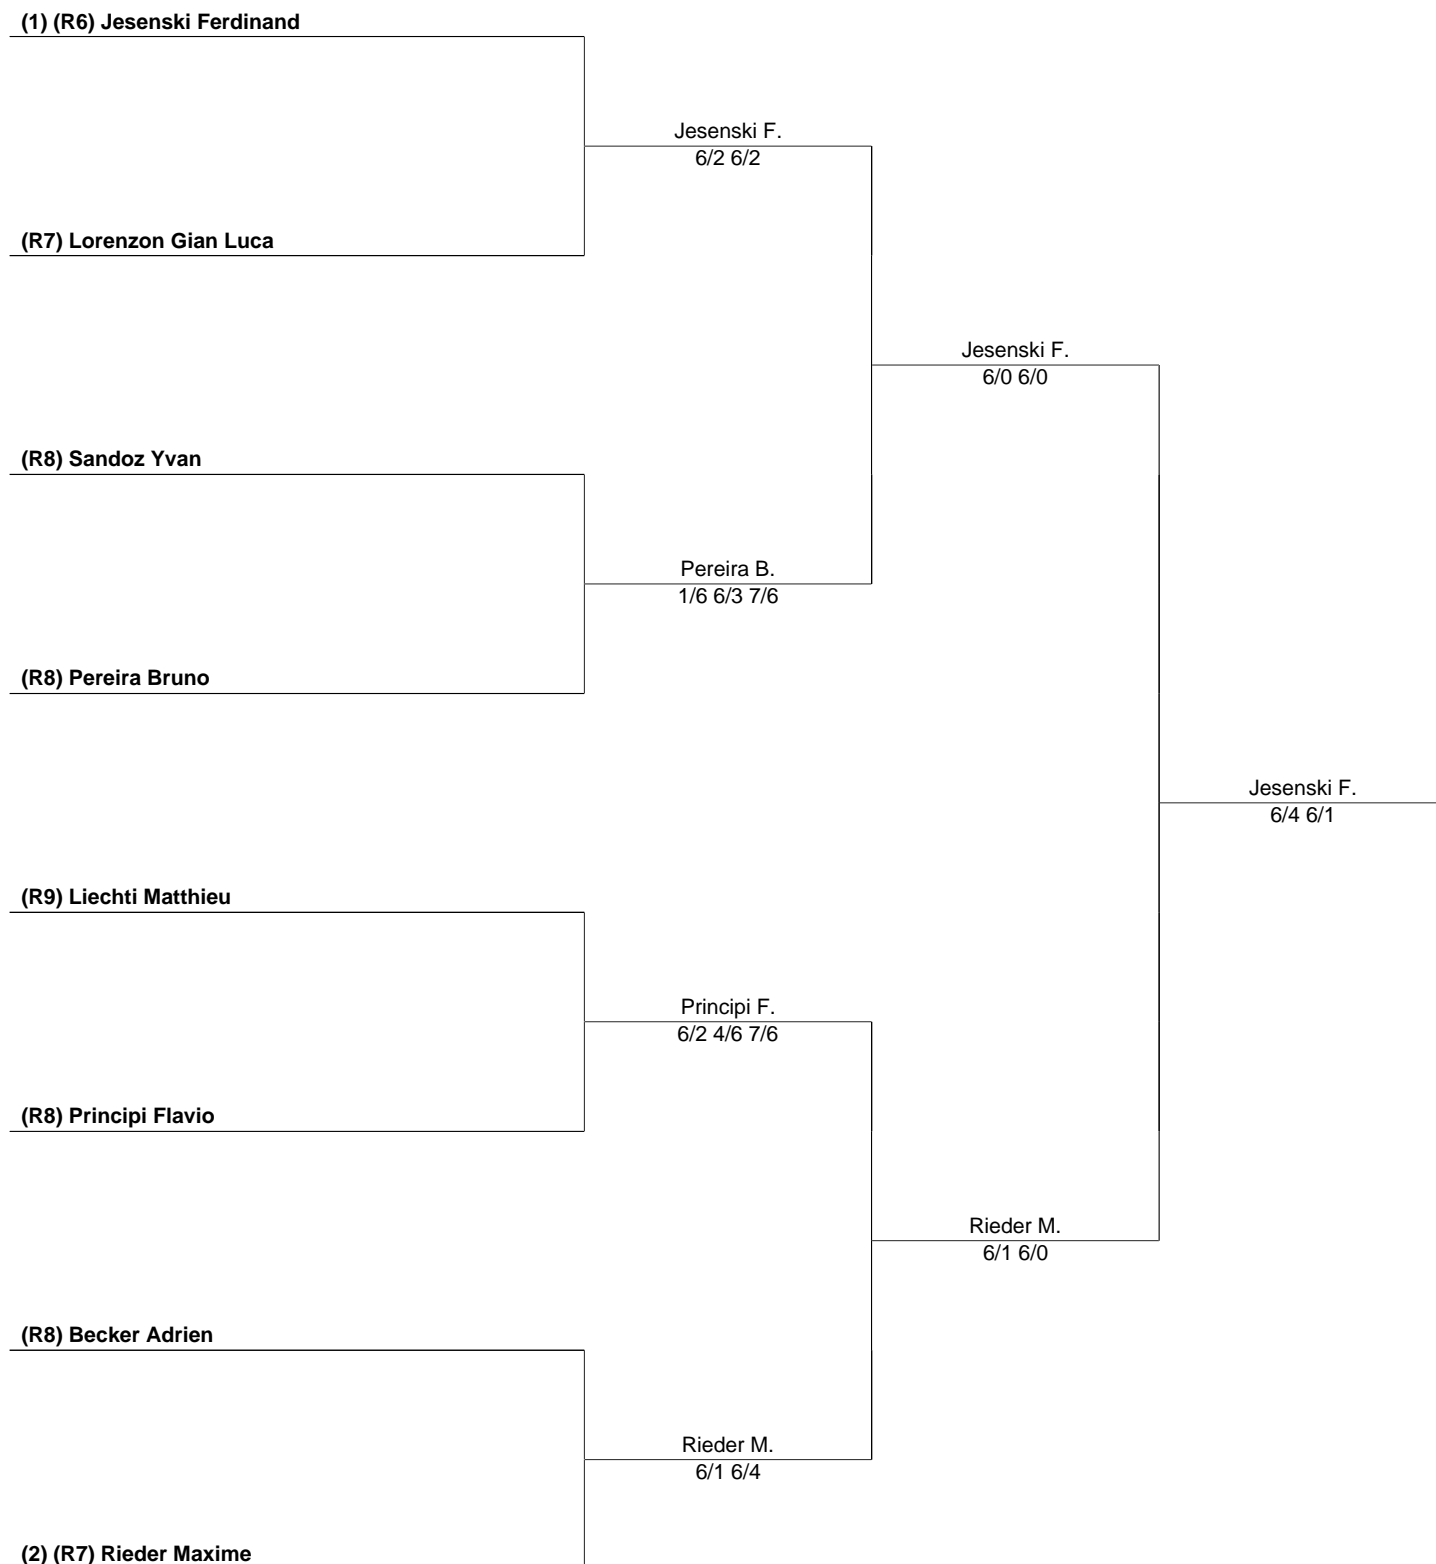 (1) (R6) Jesenski Ferdinand
Jesenski F.
6/2 6/2
(R7) Lorenzon Gian Luca
Jesenski F.
6/0 6/0
(R8) Sandoz Yvan
Pereira B.
1/6 6/3 7/6
(R8) Pereira Bruno
Jesenski F.
6/4 6/1
(R9) Liechti Matthieu
Principi F.
6/2 4/6 7/6
(R8) Principi Flavio
Rieder M.
6/1 6/0
(R8) Becker Adrien
Rieder M.
6/1 6/4
(2) (R7) Rieder Maxime